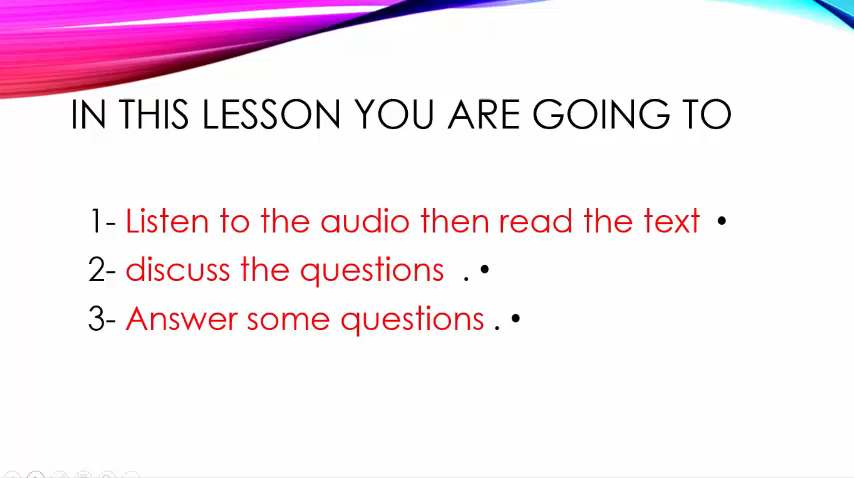 IN THIS LESSON YOU ARE GOING TO
1- Listen to the audio then read the text •
2- discuss the questions . •
3- Answer some questions . •